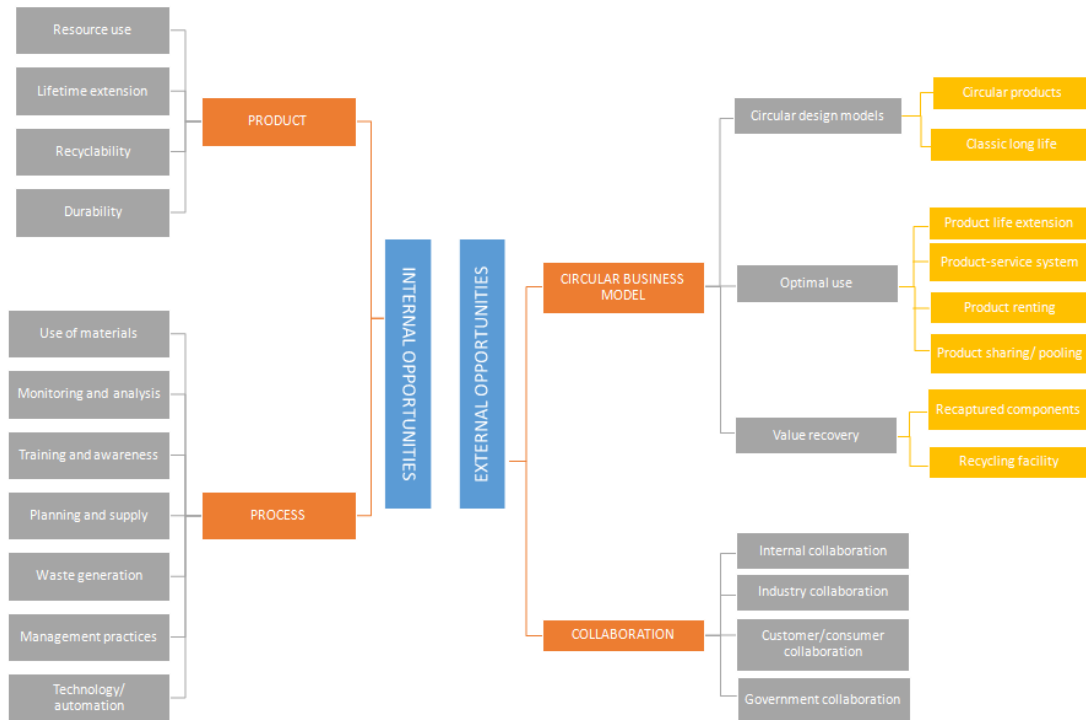 Resource use
Lifetime extension
Recyclability
Durability
PRODUCT
Use of materials
Monitoring and analysis
Training and awareness
Planning and supply
Waste generation
Management practices
Technology/
automation
PROCESS
INTERNAL OPPORTUNITIES
EXTERNAL OPPORTUNITIES
CIRCULAR BUSINESS
MODEL
Circular design models
Circular products
Classic long life
Optimal use
Product life extension
Product-service system
Product renting
Product sharing/ pooling
Value recovery
Recaptured components
Recycling facility
COLLABORATION
Internal collaboration
Industry collaboration
Customer/consumer
collaboration
Government collaboration